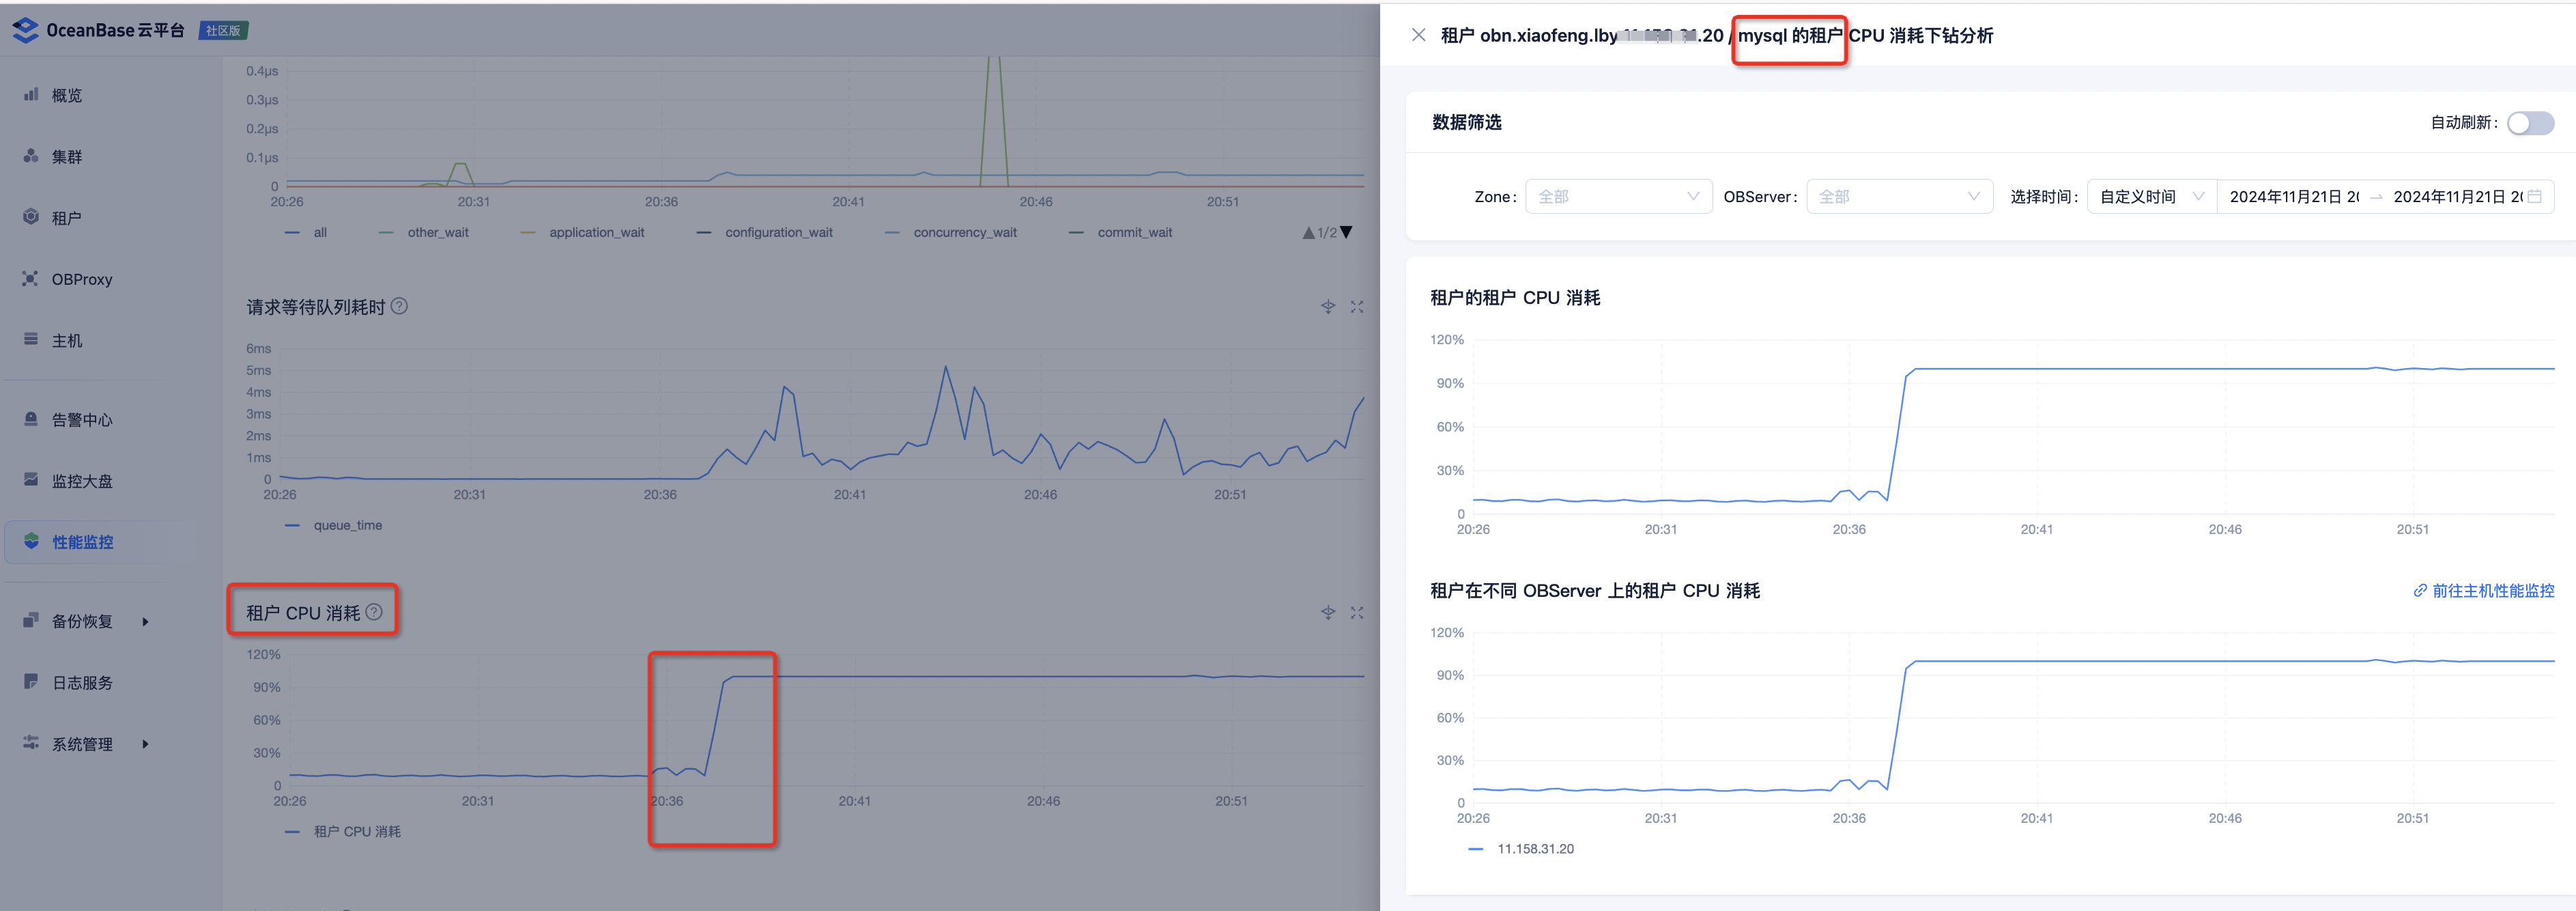 OceanBase 云平台 社区版
概览
集群
租户
OBProxy
主机
告警中心
监控大盘
性能监控
备份恢复
日志服务
系统管理
0.4μs
0.3μs
0.2μs
0.1μs
0
20:26 20:31 20:36 20:41 20:46 20:51
all other_wait application_wait configuration_wait concurrency_wait commit_wait 1/2
请求等待队列耗时
6ms
5ms
4ms
3ms
2ms
1ms
0
20:26 20:31 20:36 20:41 20:46 20:51
queue_time
租户 CPU 消耗
120%
90%
60%
30%
0
20:26 20:31 20:36 20:41 20:46 20:51
租户 CPU 消耗
租户 obn.xiaofeng.lby .20 / mysql 的租户 CPU 消耗下钻分析
数据筛选
自动刷新:
Zone: 全部 OBServer: 全部 选择时间: 自定义时间 2024年11月21日 2 2024年11月21日 2
租户的租户 CPU 消耗
120%
90%
60%
30%
0
20:26 20:31 20:36 20:41 20:46 20:51
租户在不同 OBServer 上的租户 CPU 消耗
前往主机性能监控
120%
90%
60%
30%
0
20:26 20:31 20:36 20:41 20:46 20:51
11.158.31.20